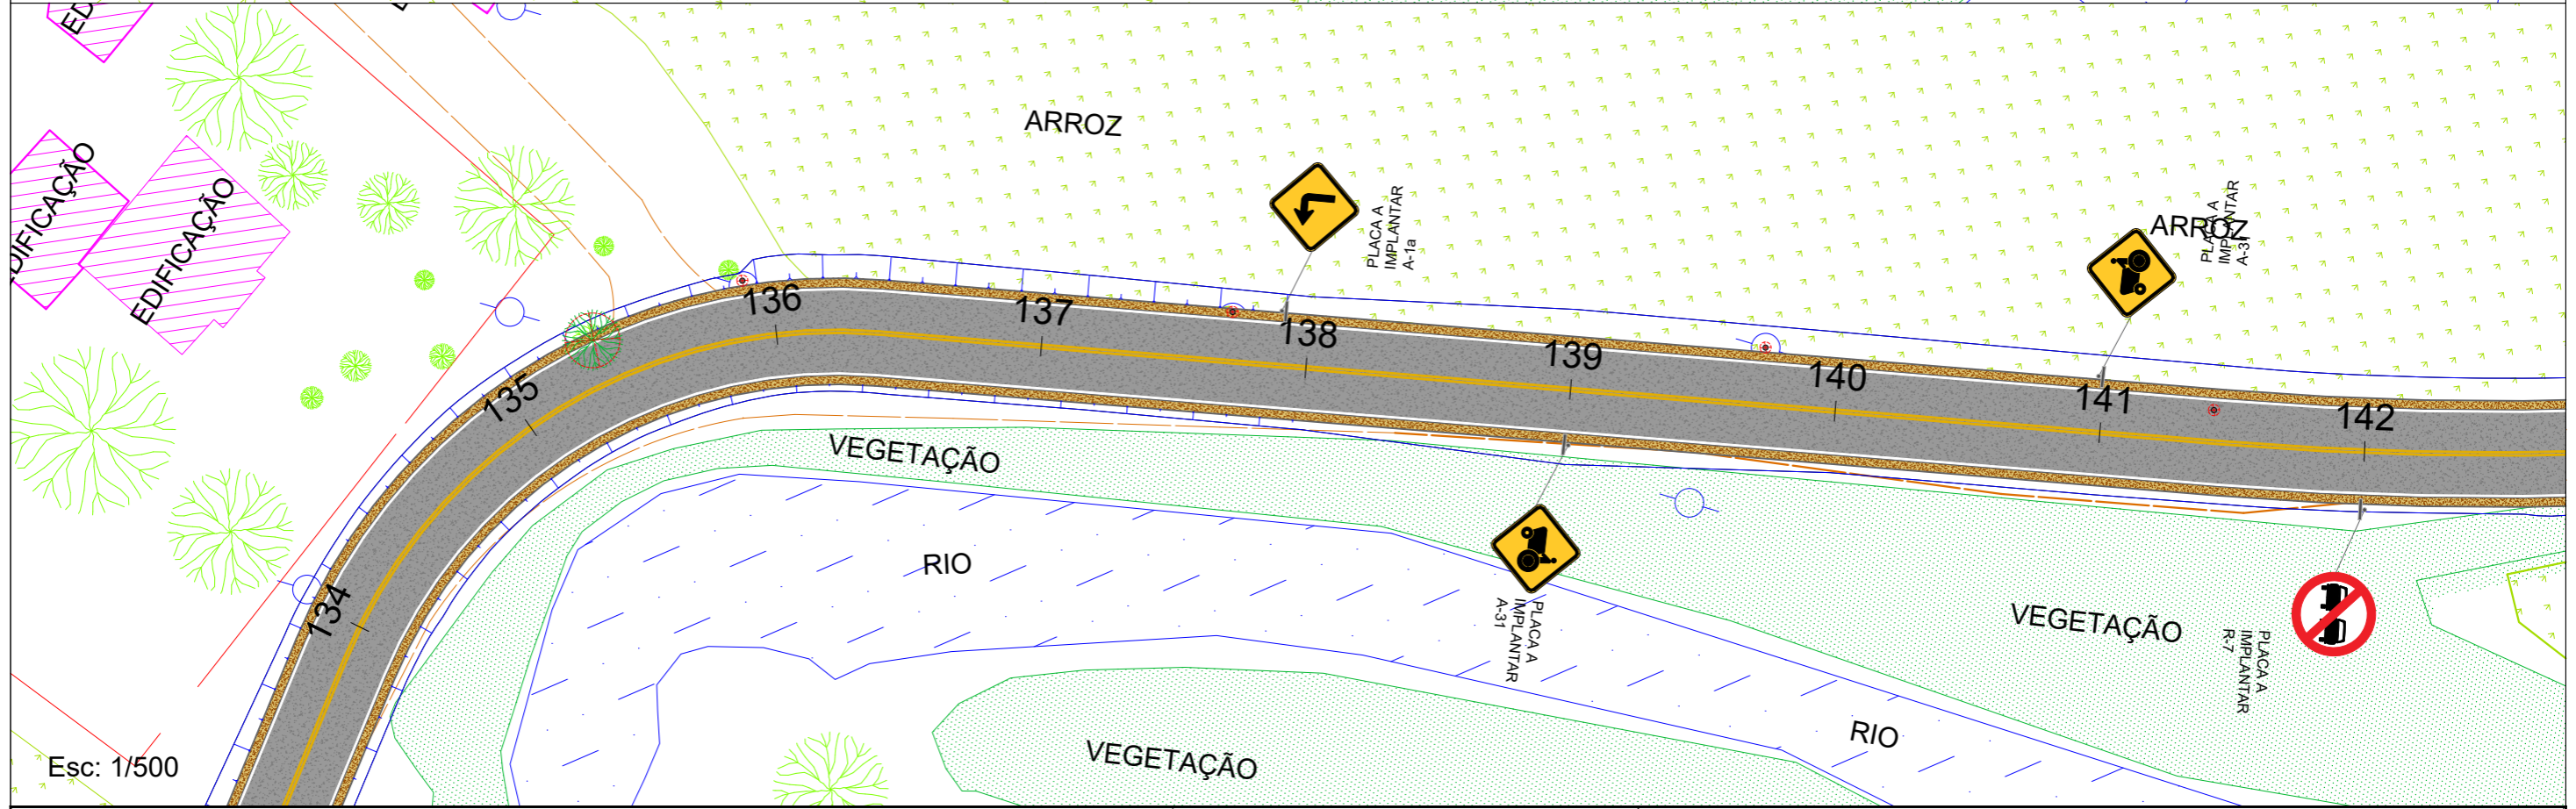 ARROZ
PLACA A
IMPLANTAR
A-1a
ARROZ
PLACA A
IMPLANTAR
A-31
EDIFICAÇÃO
EDIFICAÇÃO
134
135
136
137
138
139
140
141
142
VEGETAÇÃO
RIO
PLACA A
IMPLANTAR
A-31
VEGETAÇÃO
PLACA A
IMPLANTAR
R-7
RIO
VEGETAÇÃO
Esc: 1/500